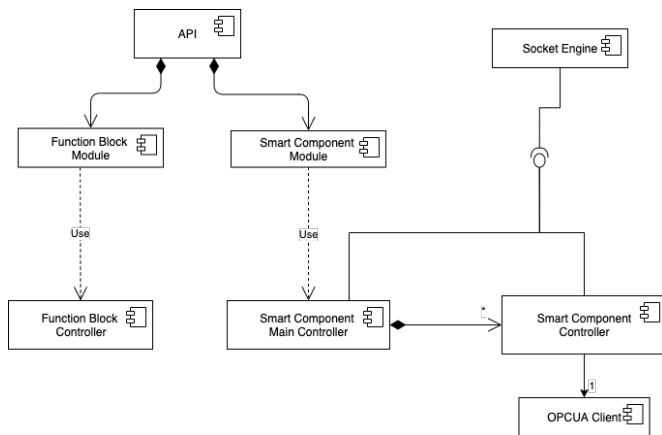 API
Socket Engine
Function Block
Module
Smart Component
Module
Use
Use
Function Block
Controller
Smart Component
Main Controller
*
Smart Component
Controller
1
OPCUA Client